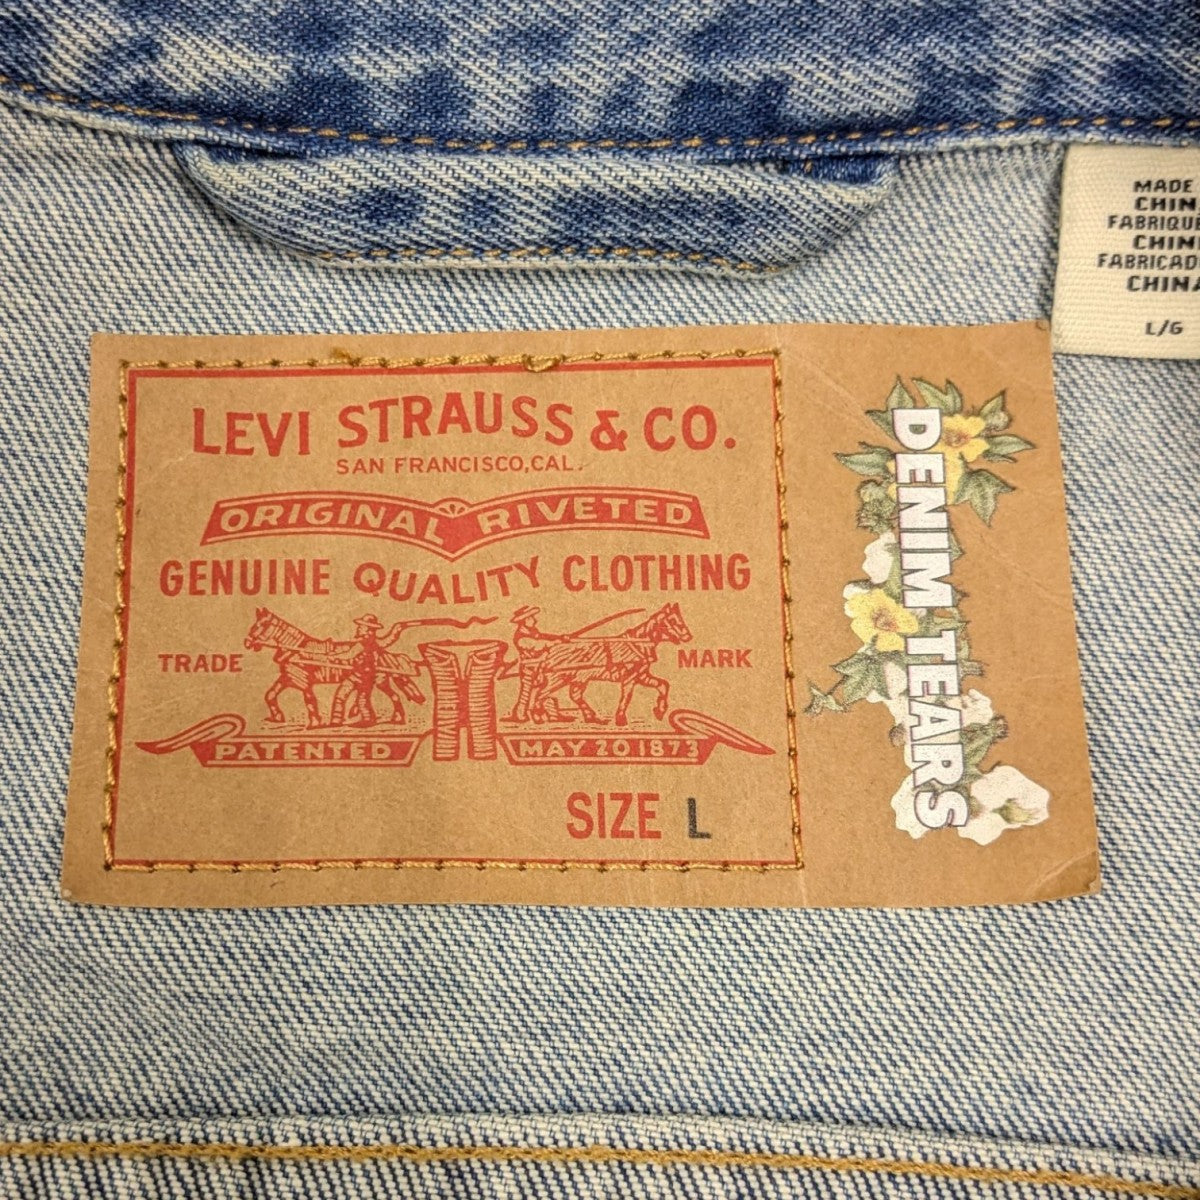 MADE
CHIN
FABRIQUE
CHIN
FABRICAD
CHINA
L/G
LEVI STRAUSS & CO.
SAN FRANCISCO, CAL.
ORIGINAL RIVETED
GENUINE QUALITY CLOTHING
TRADE MARK
PATENTED MAY 20 1873
SIZE L
DENIM TEARS